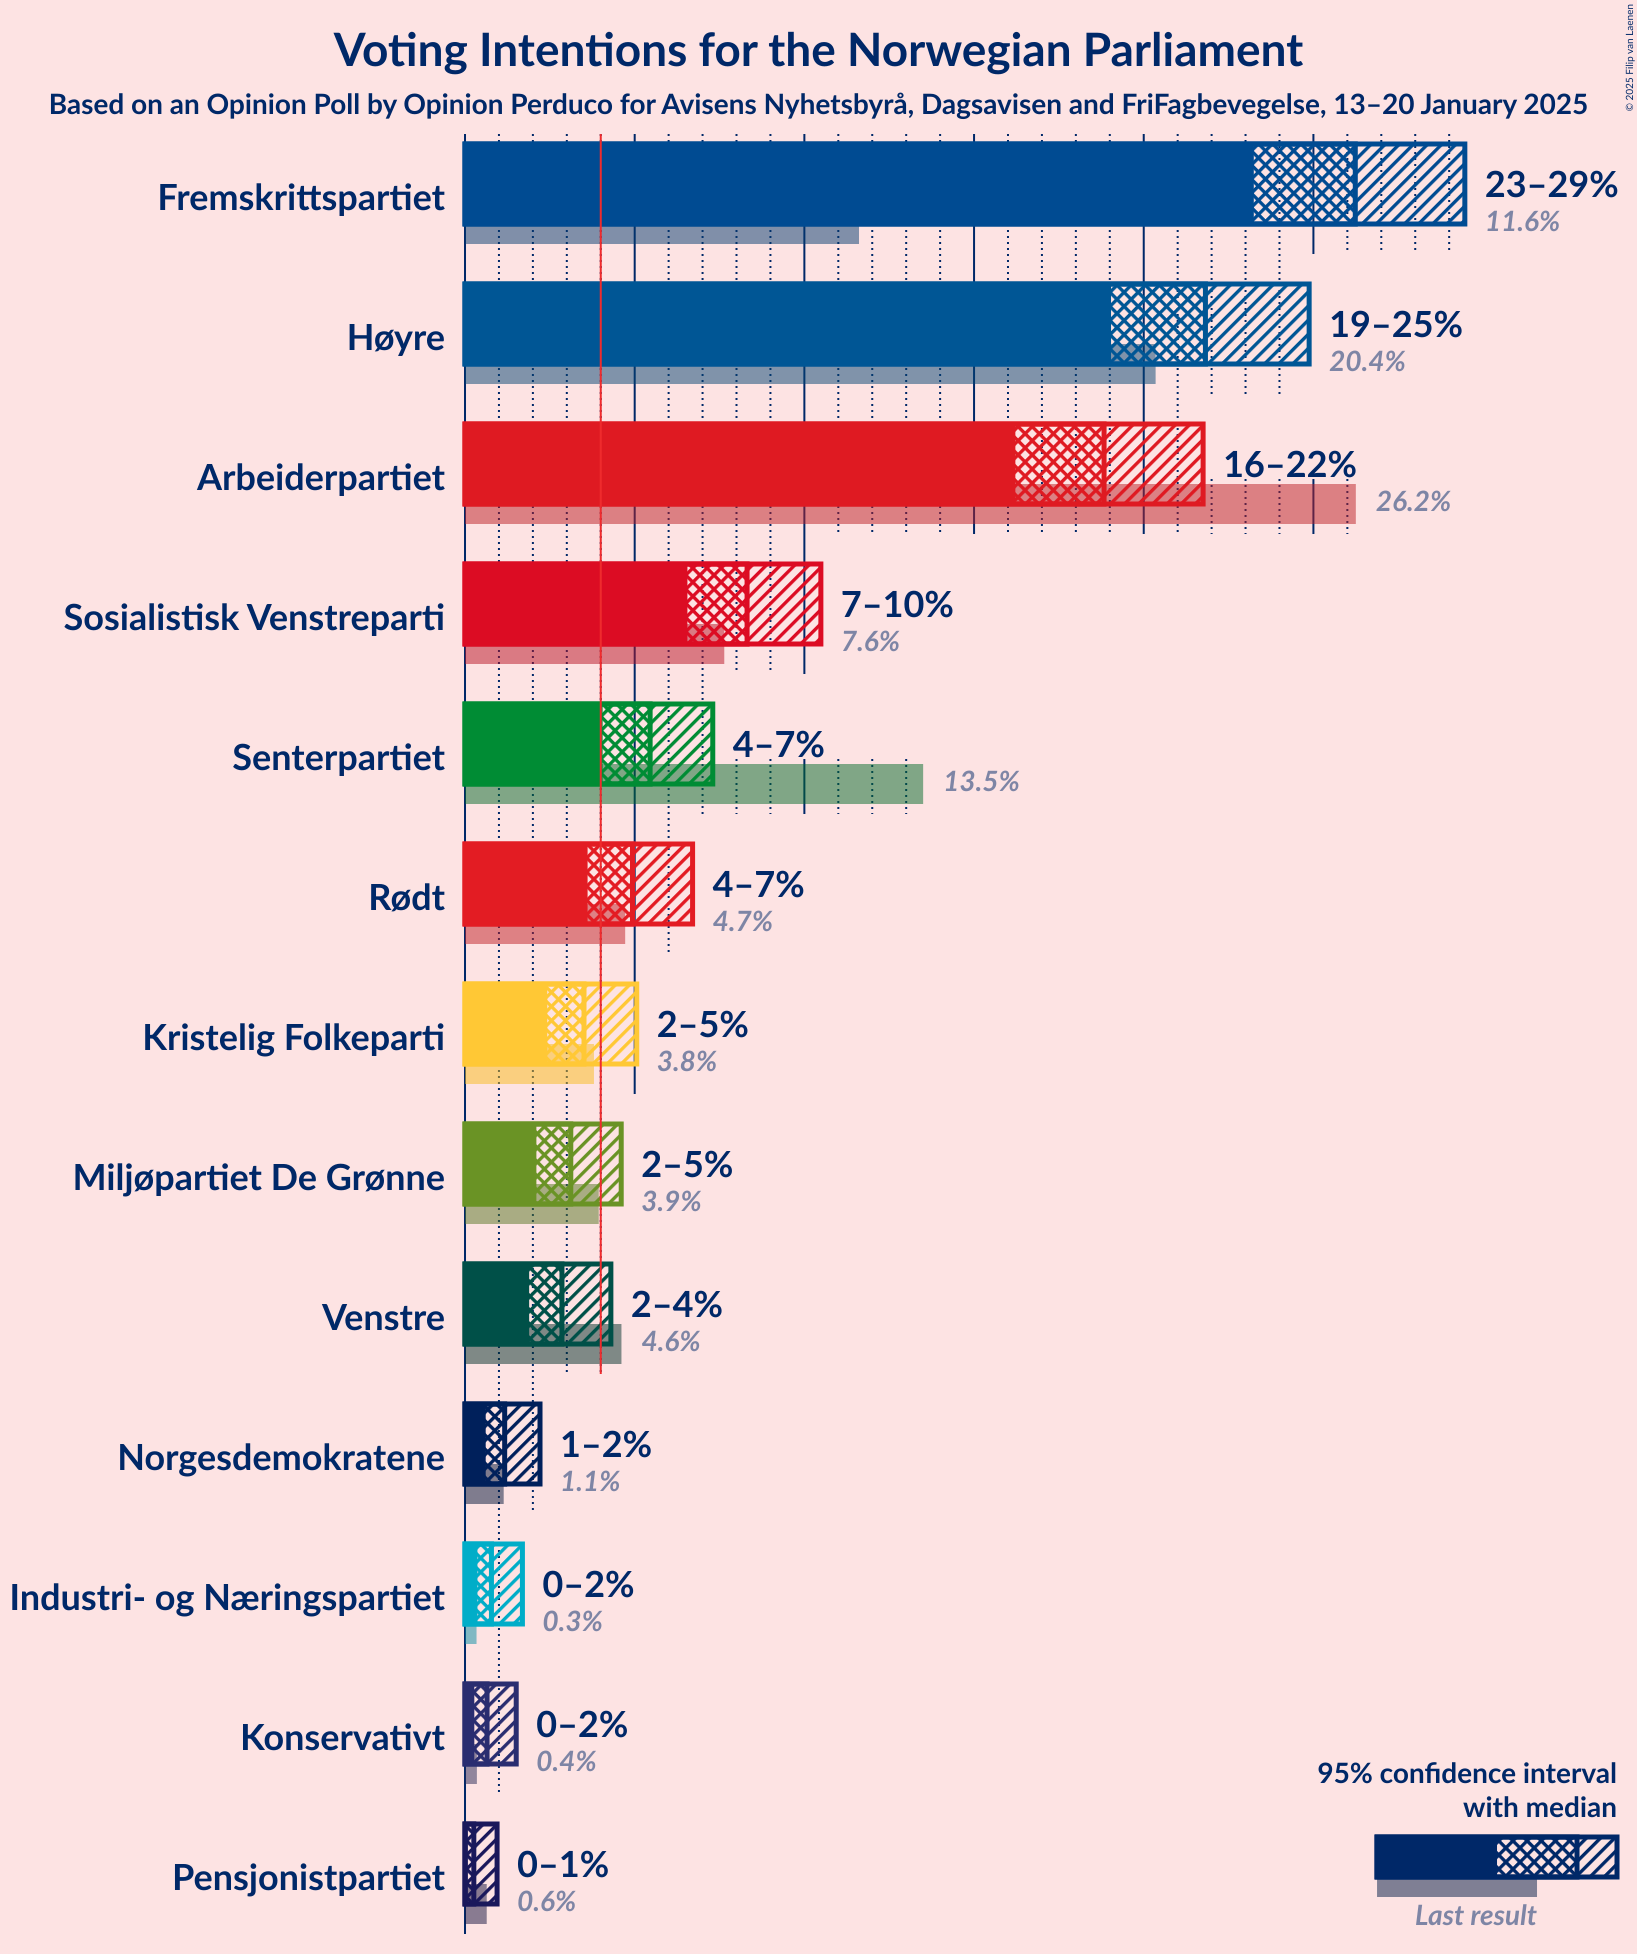 Voting Intentions for the Norwegian Parliament
Based on an Opinion Poll by Opinion Perduco for Avisens Nyhetsbyrå, Dagsavisen and FriFagbevegelse, 13–20 January 2025
© 2025 Filip van Laenen
Fremskrittspartiet
23–29%
11.6%
Høyre
19–25%
20.4%
Arbeiderpartiet
16–22%
26.2%
Sosialistisk Venstreparti
7–10%
7.6%
Senterpartiet
4–7%
13.5%
Rødt
4–7%
4.7%
Kristelig Folkeparti
2–5%
3.8%
Miljøpartiet De Grønne
2–5%
3.9%
Venstre
2–4%
4.6%
Norgesdemokratene
1–2%
1.1%
Industri- og Næringspartiet
0–2%
0.3%
Konservativt
0–2%
0.4%
Pensjonistpartiet
0–1%
0.6%
95% confidence interval
with median
Last result